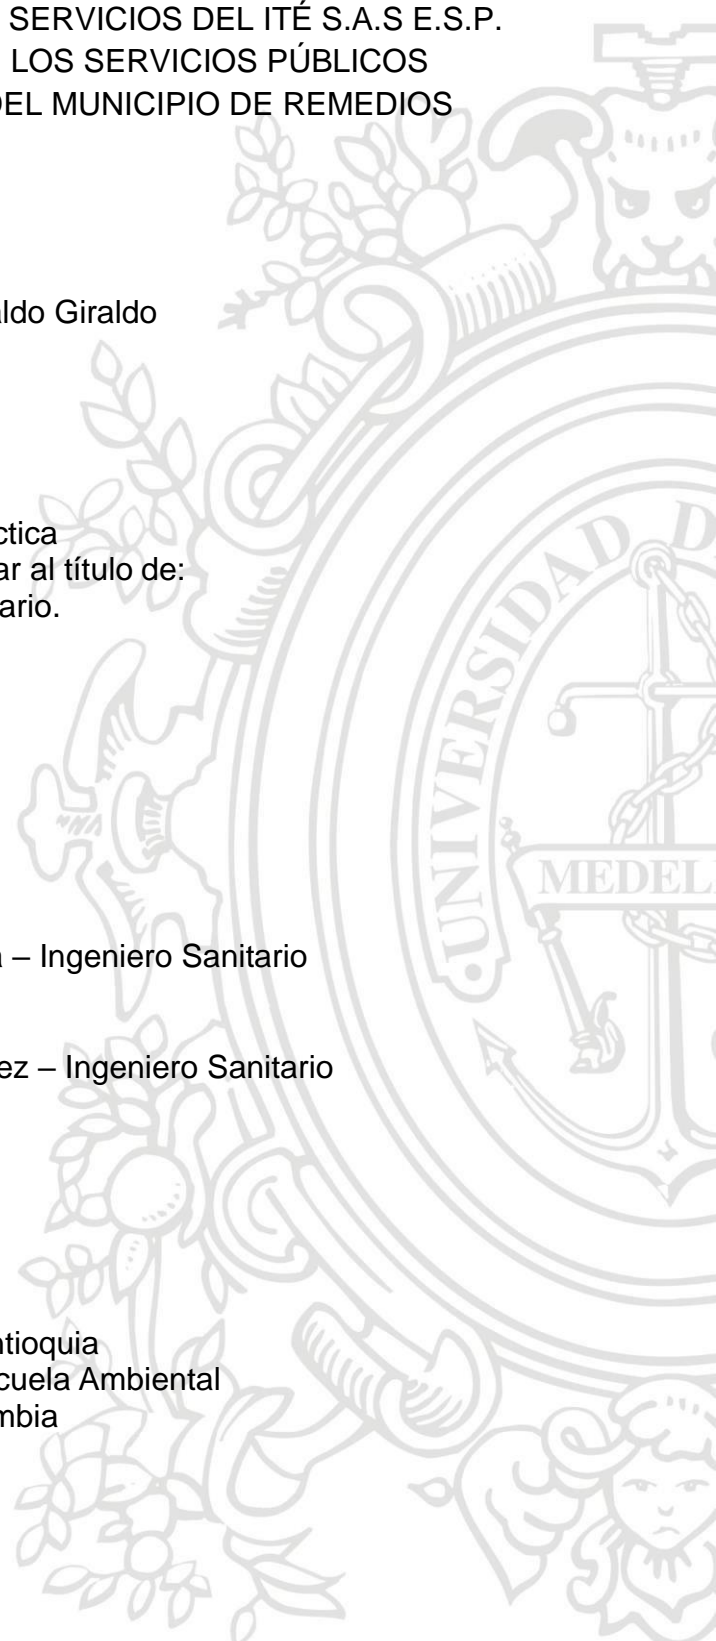 SERVICIOS DEL ITÉ S.A.S E.S.P.
LOS SERVICIOS PÚBLICOS
DEL MUNICIPIO DE REMEDIOS
ldo Giraldo
ctica
ar al título de:
ario.
UNIVERSIDAD D
MEDEL
a – Ingeniero Sanitario
ez – Ingeniero Sanitario
ntioquia
cuela Ambiental
mbia